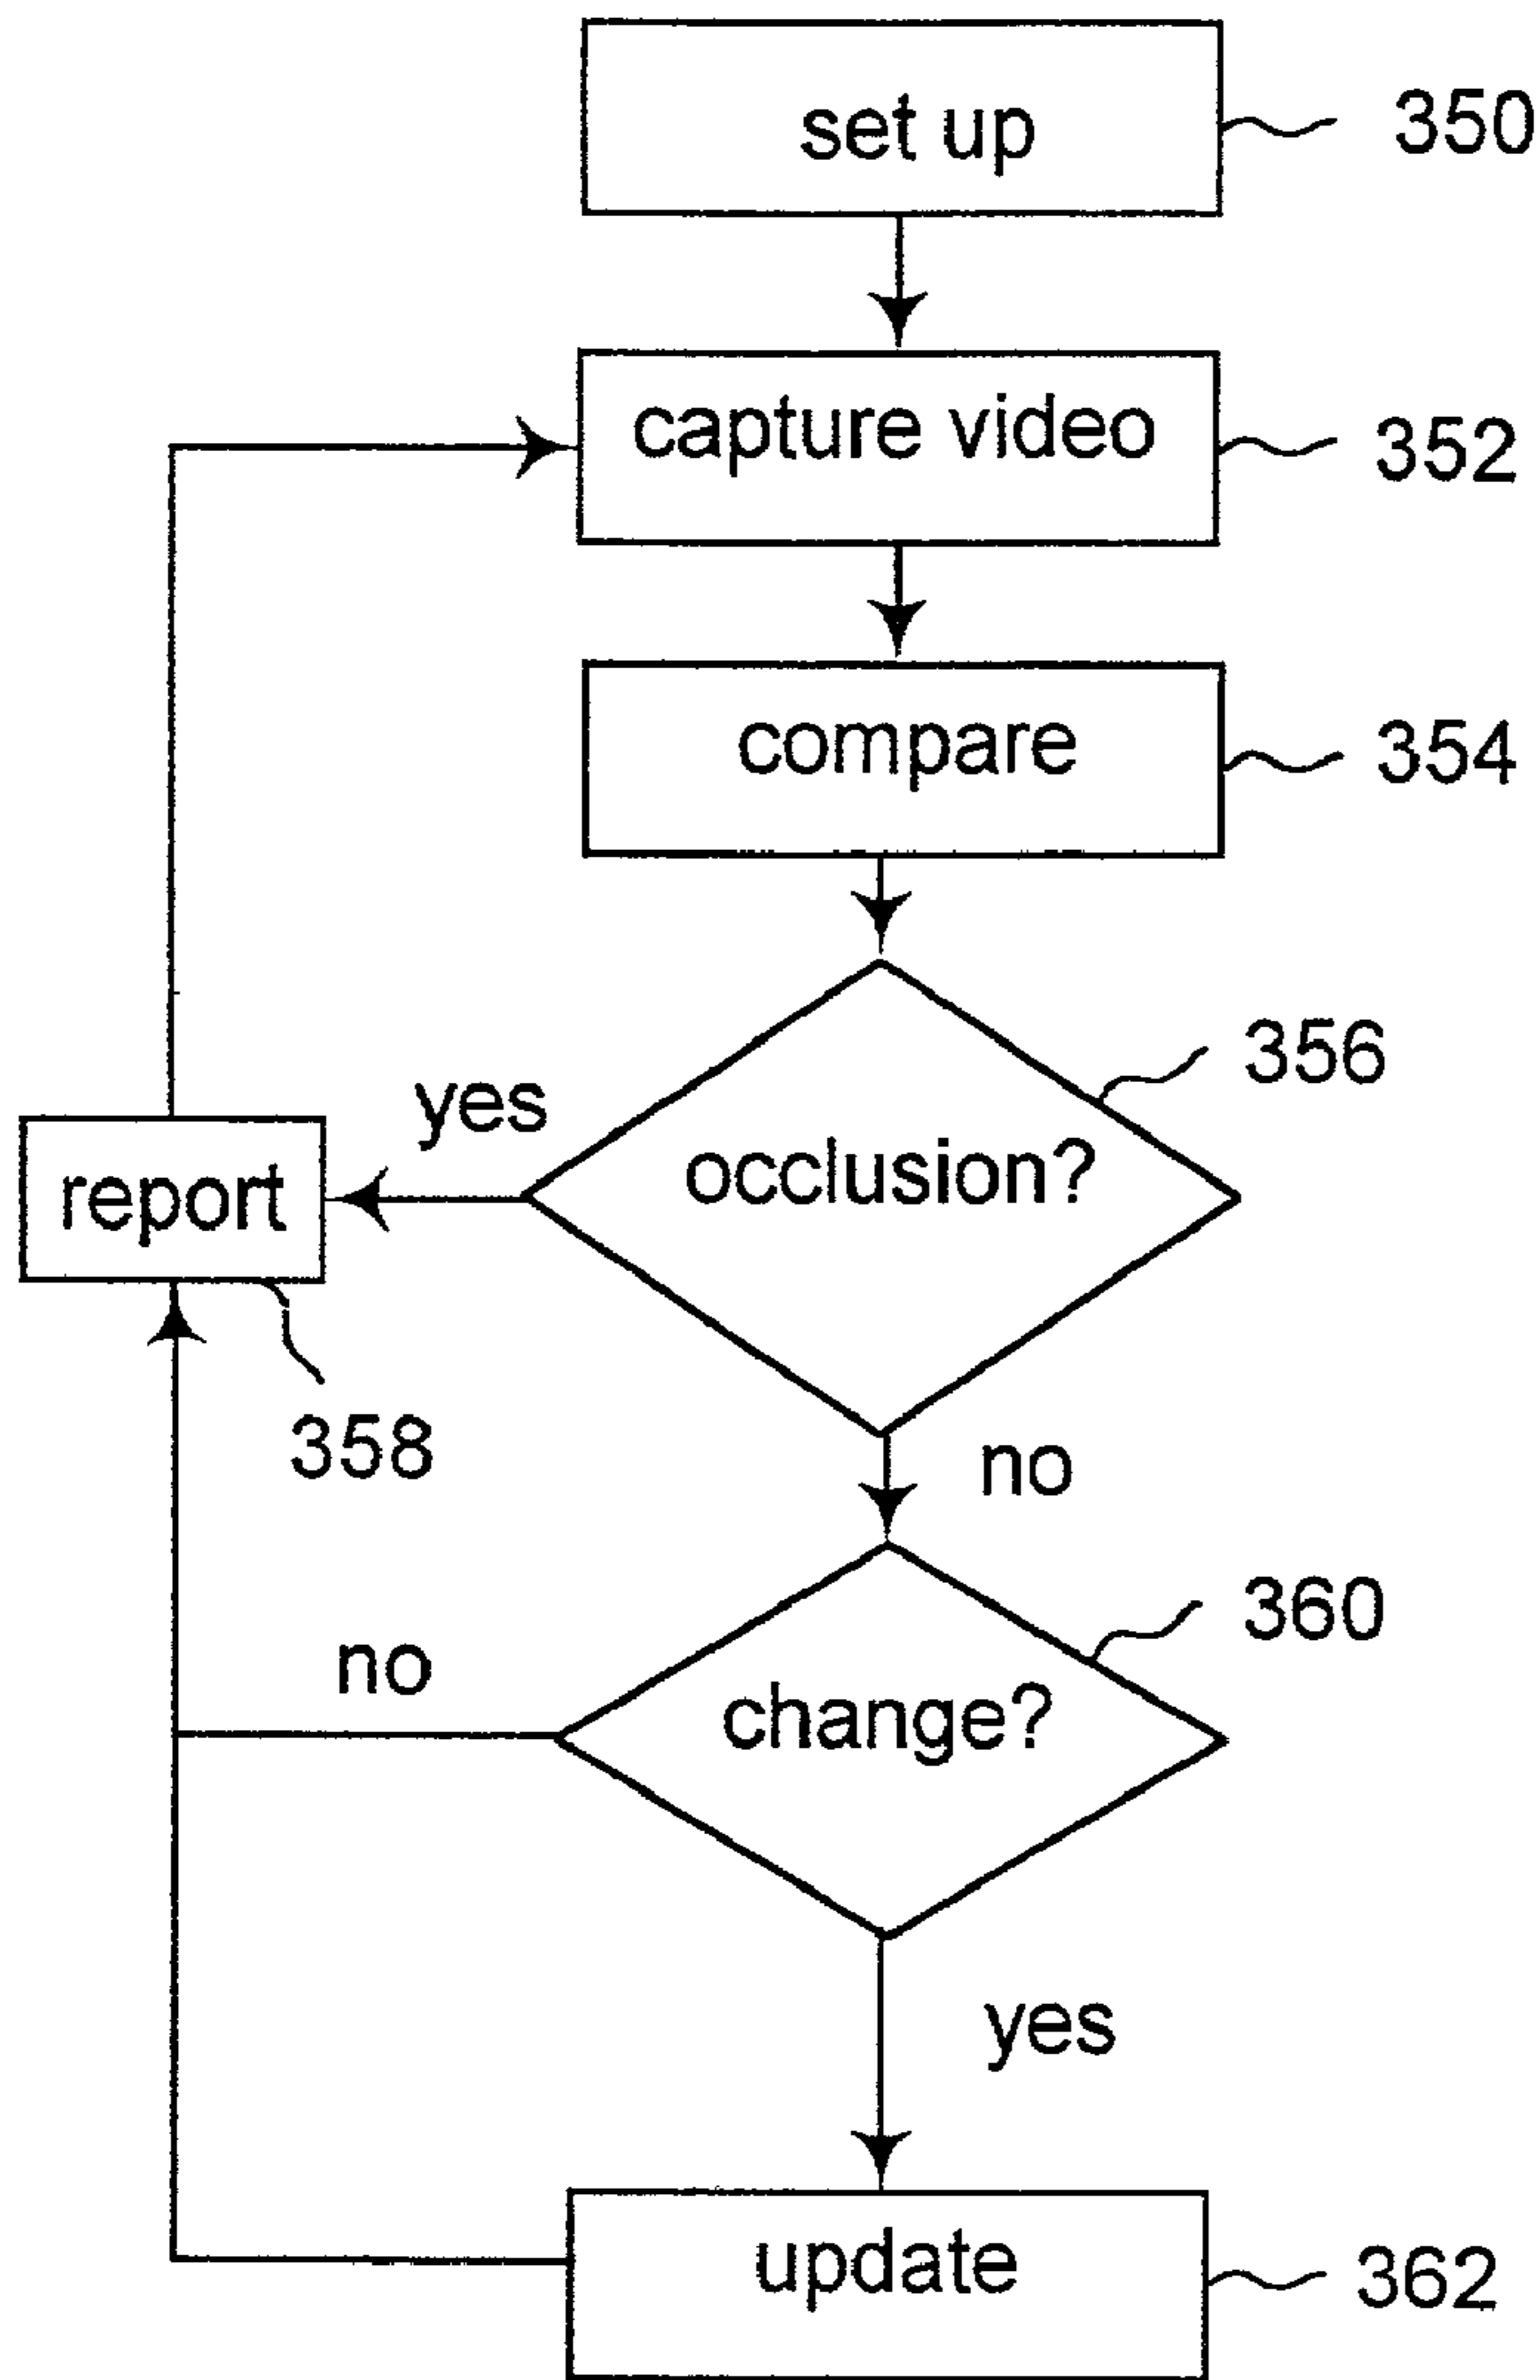 set up
350
capture video
352
compare
354
356
yes
occlusion?
report
358
no
360
no
change?
yes
update
362